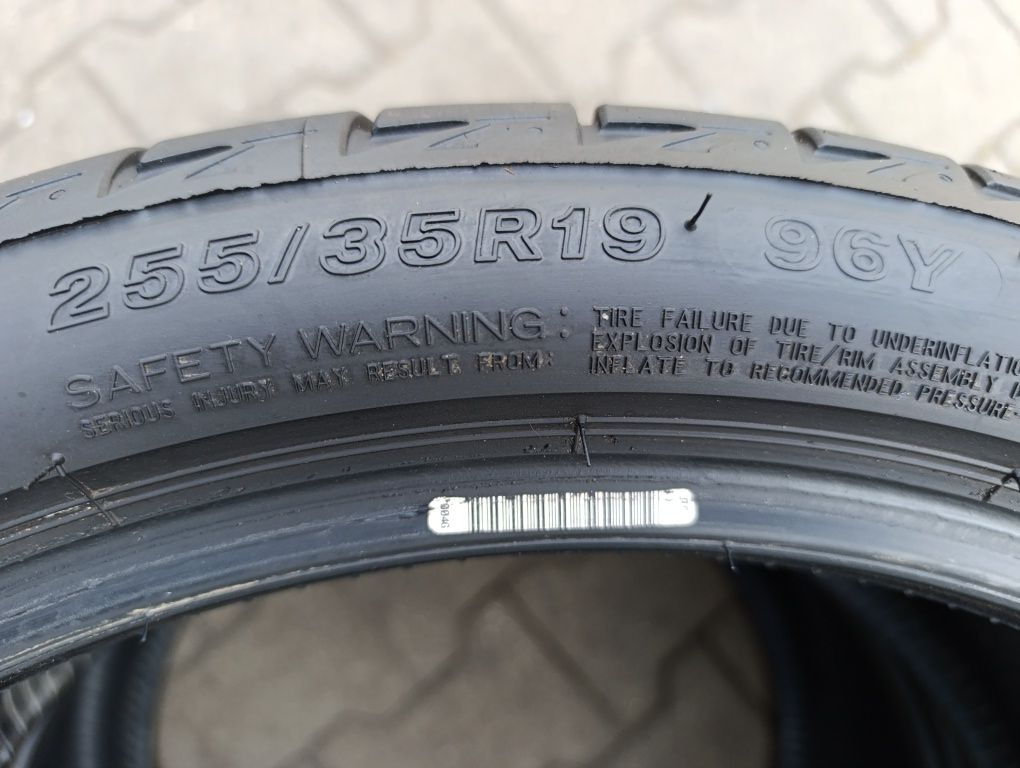 255/35R19 96Y
SAFETY WARNING:
SERIOUS INJURY MAY RESULT FROM:
TIRE FAILURE DUE TO UNDERINFLATIO
EXPLOSION OF TIRE/RIM ASSEMBLY
INFLATE TO RECOMMENDED PRESSURE-